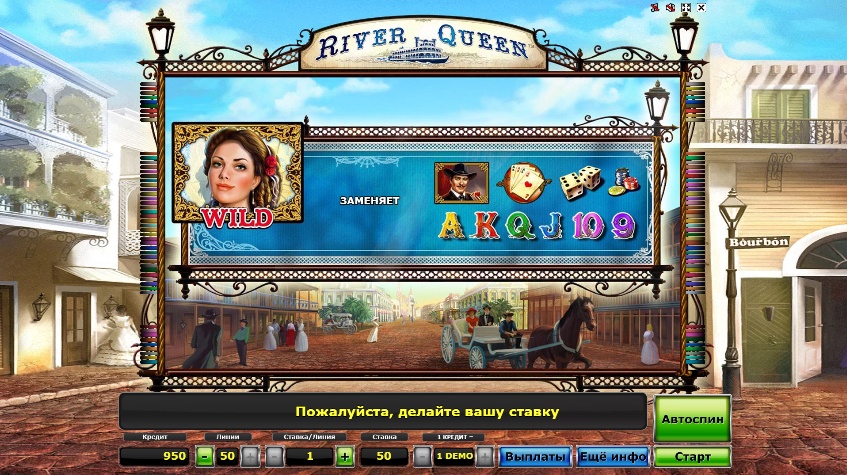 RIVER QUEEN
WILD
ЗАМЕНЯЕТ
A K Q J 10 9
Bourbon
Пожалуйста, делайте вашу ставку
Автоспин
Кредит Линии Ставка/Линия Ставка 1 КРЕДИТ =
950 - 50 + - 1 + 50 - 1 DEMO + Выплаты Ещё инфо Старт